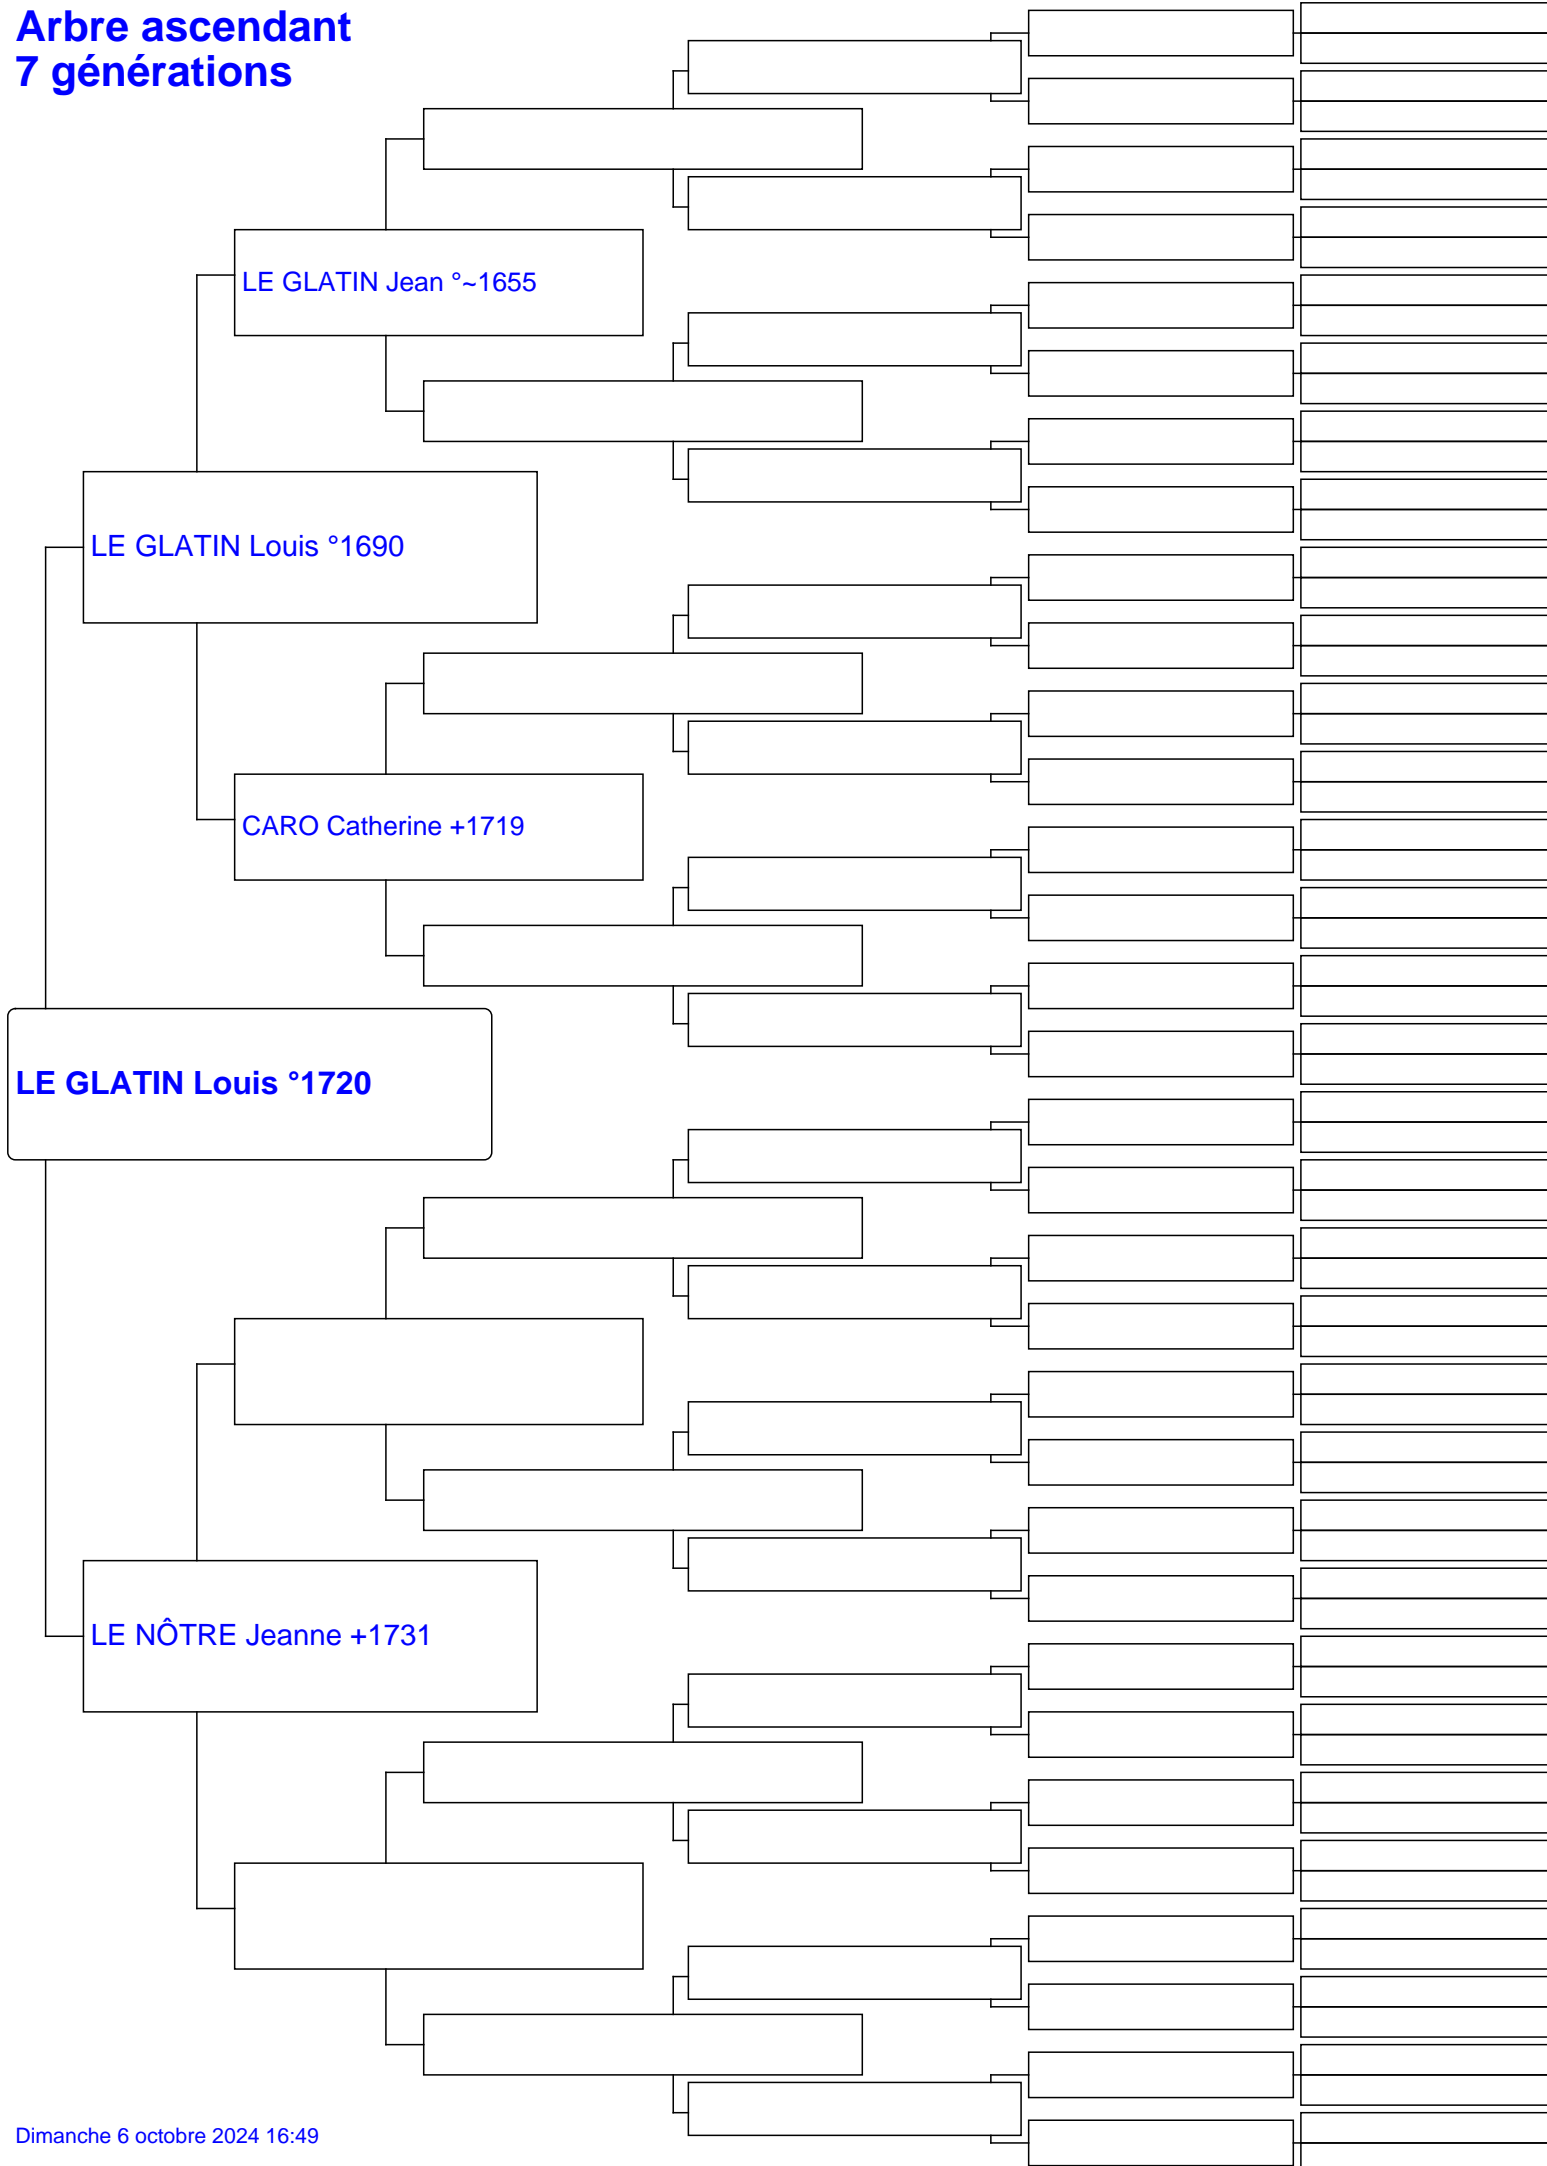 Arbre ascendant
7 générations
LE GLATIN Jean °~1655
LE GLATIN Louis °1690
CARO Catherine +1719
LE GLATIN Louis °1720
LE NÔTRE Jeanne +1731
Dimanche 6 octobre 2024 16:49